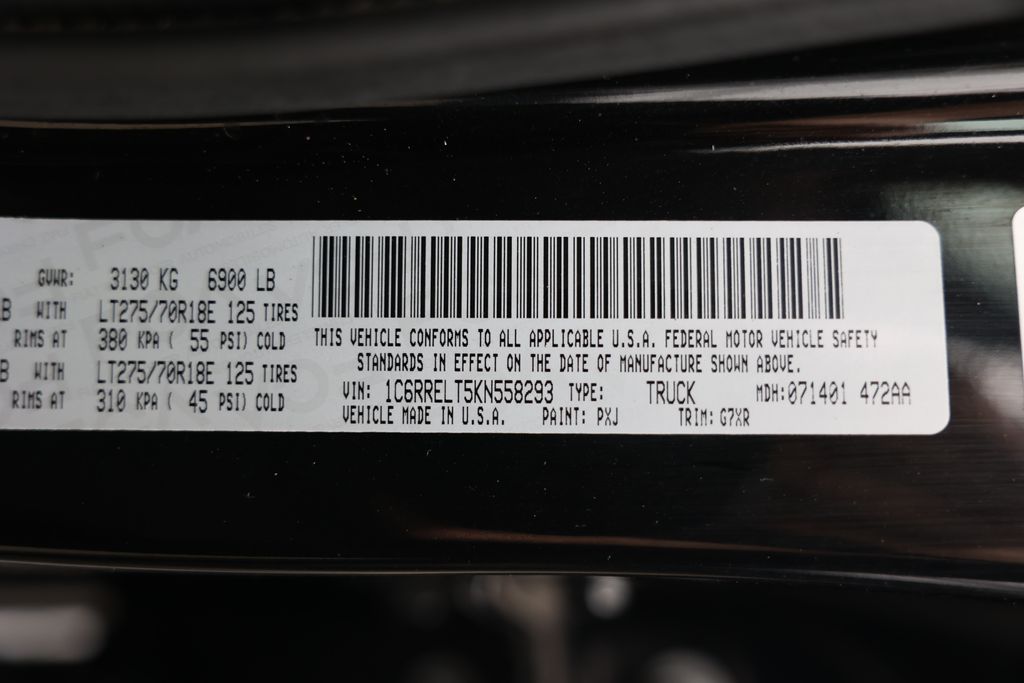 GVWR: 3130 KG 6900 LB
B WITH LT275/70R18E 125 TIRES
RIMS AT 380 KPA ( 55 PSI) COLD
B WITH LT275/70R18E 125 TIRES
RIMS AT 310 KPA ( 45 PSI) COLD
THIS VEHICLE CONFORMS TO ALL APPLICABLE U.S.A. FEDERAL MOTOR VEHICLE SAFETY
STANDARDS IN EFFECT ON THE DATE OF MANUFACTURE SHOWN ABOVE.
VIN: 1C6RRELT5KN558293 TYPE: TRUCK MDH:071401 472AA
VEHICLE MADE IN U.S.A. PAINT: PXJ TRIM: G7XR